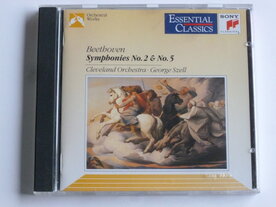 Orchestral
Works
ESSENTIAL
CLASSICS
SONY
Beethoven
Symphonies No. 2 & No. 5
Cleveland Orchestra · George Szell